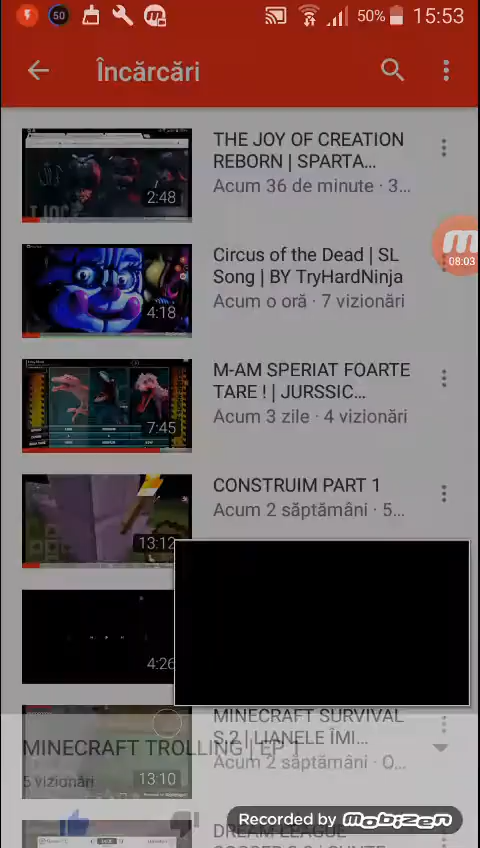 50
50%
15:53
Încărcări
THE JOY OF CREATION
REBORN | SPARTA...
Acum 36 de minute · 3...
2:48
Circus of the Dead | SL
Song | BY TryHardNinja
Acum o oră · 7 vizionări
4:18
08:03
M-AM SPERIAT FOARTE
TARE ! | JURSSIC...
Acum 3 zile · 4 vizionări
7:45
CONSTRUIM PART 1
Acum 2 săptămâni · 5...
13:12
4:26
MINECRAFT SURVIVAL
S.2 | LIANELE ÎMI...
Acum 2 săptămâni · O...
MINECRAFT TROLLING | EP 1
5 vizionări
13:10
Recorded by mobizen
DREAM LEAGUE